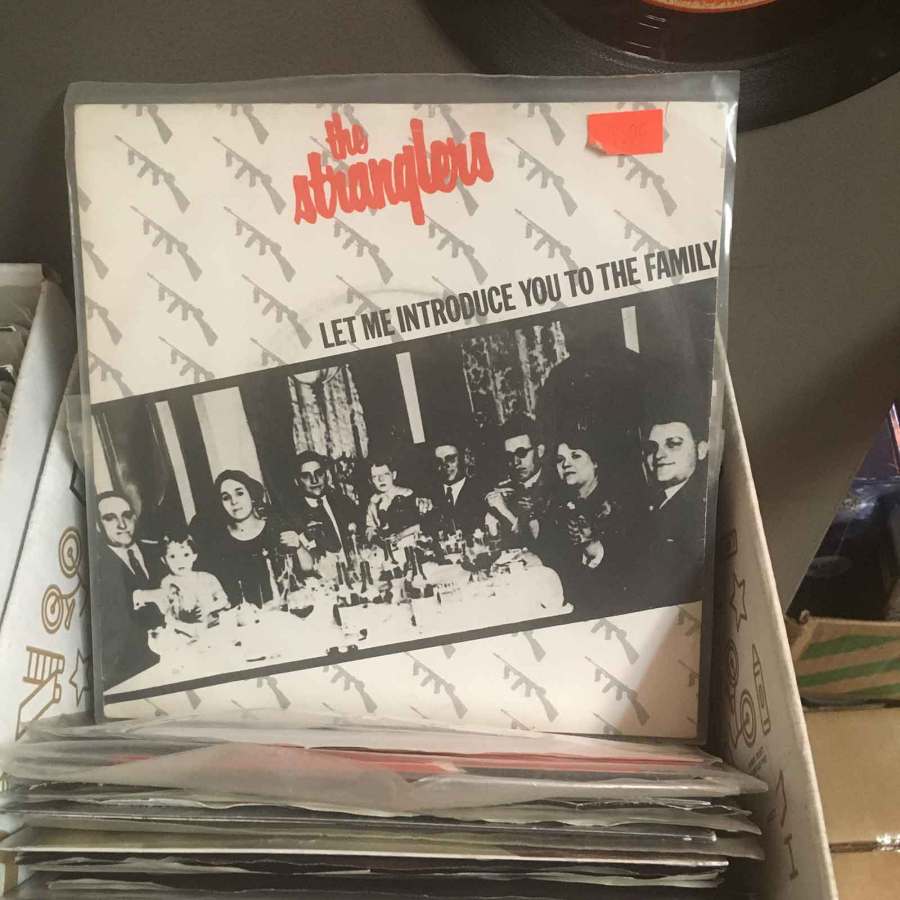 the
stranglers
LET ME INTRODUCE YOU TO THE FAMILY